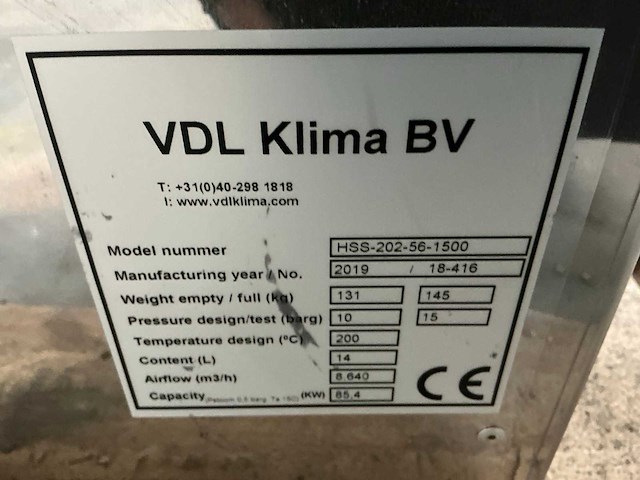 VDL Klima BV
T: +31(0)40-298 1818
I: www.vdlklima.com
Model nummer HSS-202-56-1500
Manufacturing year / No. 2019 / 18-416
Weight empty / full (kg) 131 145
Pressure design/test (barg) 10 15
Temperature design (ºC) 200
Content (L) 14
Airflow (m3/h) 8.640
Capacity (KW) 85,4
CE